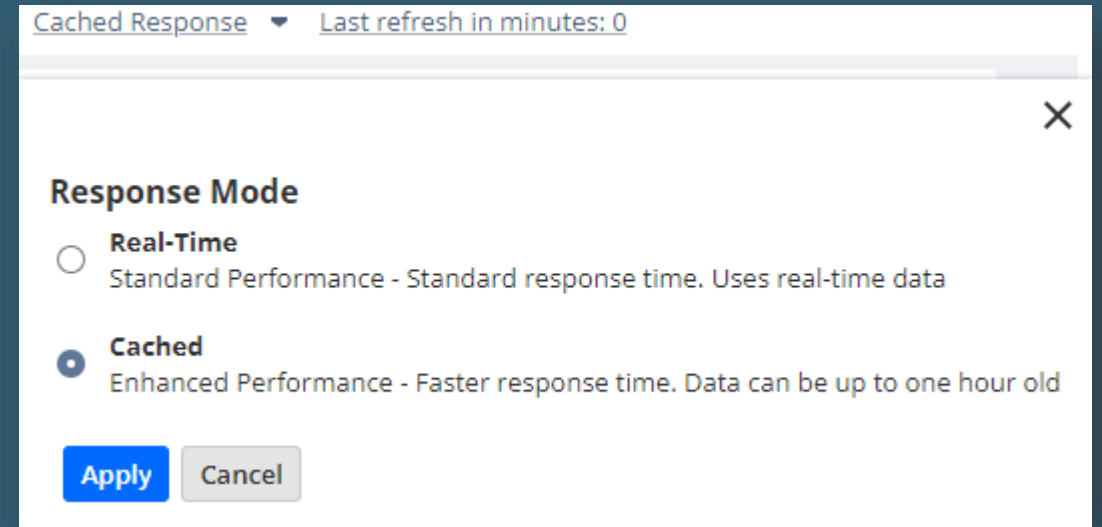 Cached Response Last refresh in minutes: 0
Response Mode
Real-Time
Standard Performance - Standard response time. Uses real-time data
Cached
Enhanced Performance - Faster response time. Data can be up to one hour old
Apply Cancel